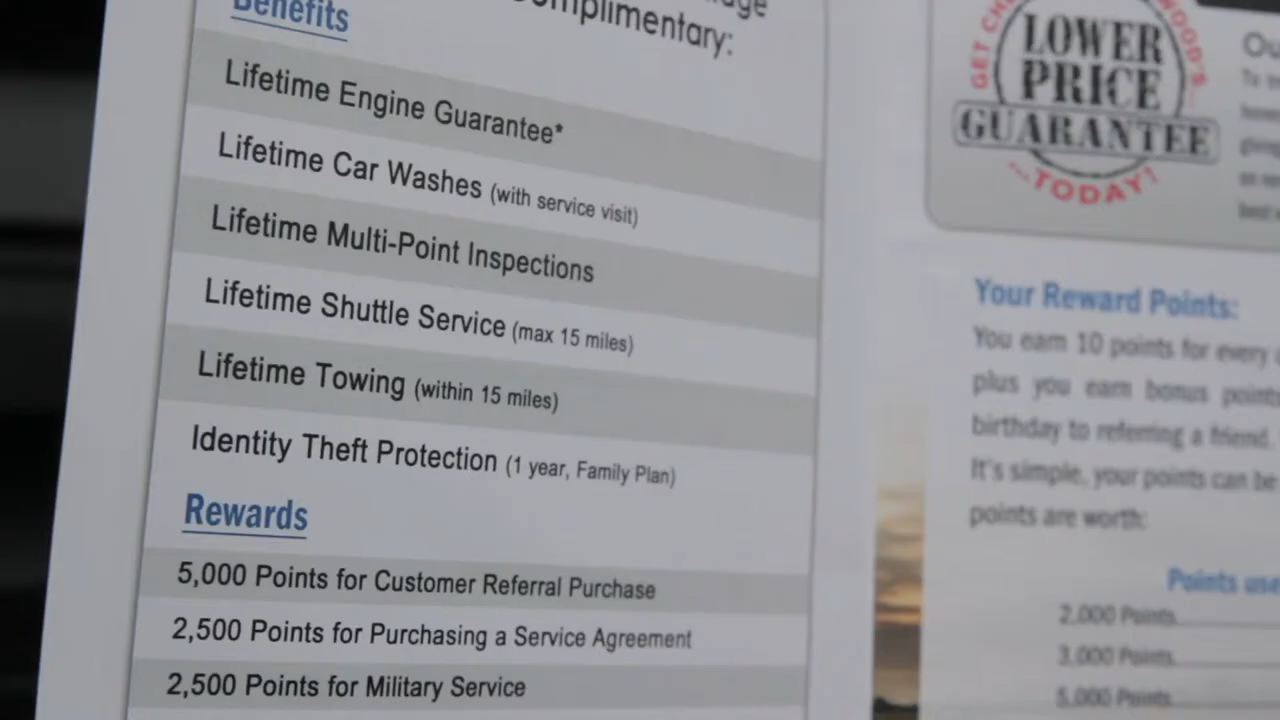 Complimentary:
Benefits
Lifetime Engine Guarantee*
Lifetime Car Washes (with service visit)
Lifetime Multi-Point Inspections
Lifetime Shuttle Service (max 15 miles)
Lifetime Towing (within 15 miles)
Identity Theft Protection (1 year, Family Plan)
Rewards
5,000 Points for Customer Referral Purchase
2,500 Points for Purchasing a Service Agreement
2,500 Points for Military Service
GET
LOWER
PRICE
GUARANTEE
...TODAY!
Your Reward Points:
You earn 10 points for every
plus you earn bonus points
birthday to referring a friend.
It's simple, your points can be
points are worth:
Points
2,000 Points
3,000 Points
5,000 Points